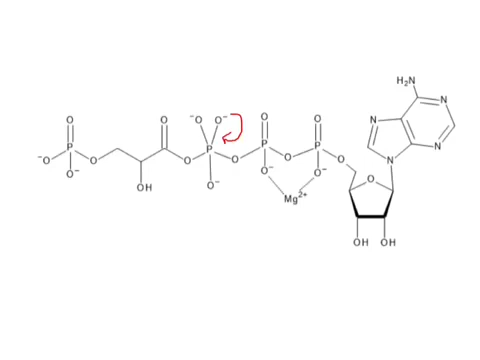 H₂N
N
N
N
N
⁻O O⁻
O O O O
P O O P O P O P O
⁻O O⁻ OH O⁻ O⁻ O⁻ O
Mg²⁺
OH OH